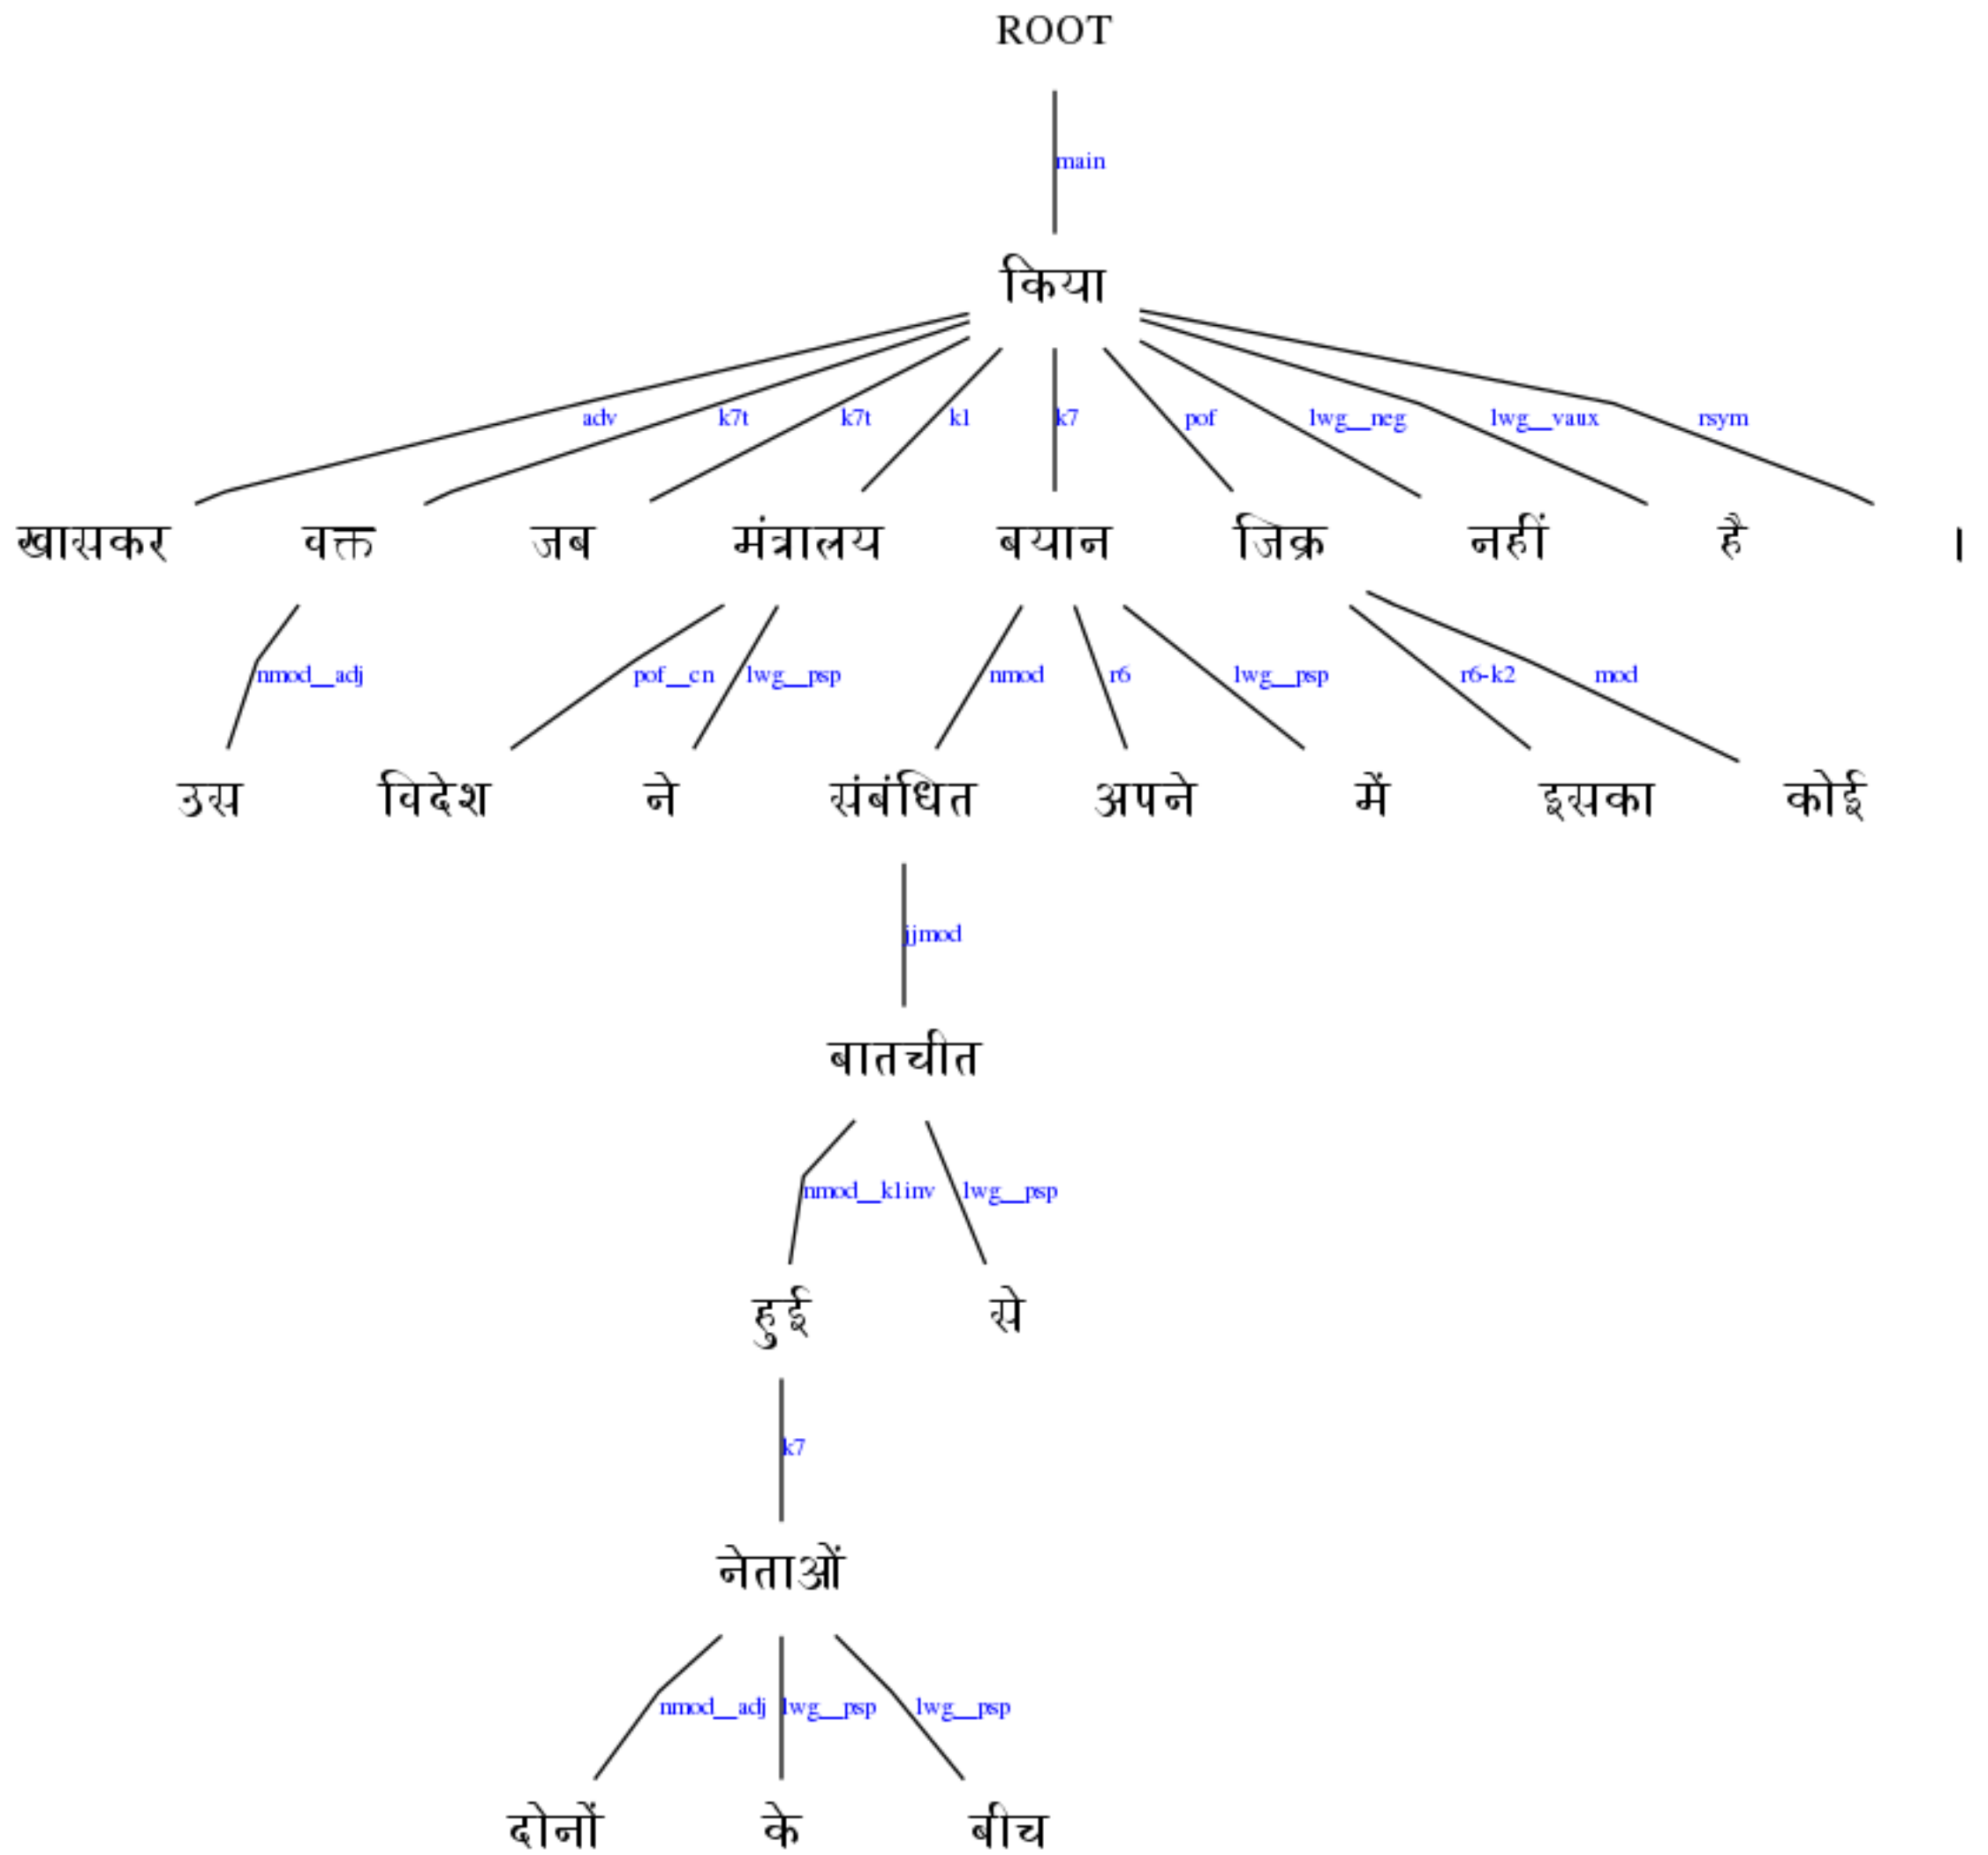 ROOT
main
किया
adv k7t k7t k1 k7 pof lwg__neg lwg__vaux rsym
खासकर वक्त जब मंत्रालय बयान जिक्र नहीं है ।
nmod__adj pof__cn lwg__psp nmod r6 lwg__psp r6-k2 mod
उस विदेश ने संबंधित अपने में इसका कोई
jjmod
बातचीत
nmod__k1inv lwg__psp
हुई से
k7
नेताओं
nmod__adj lwg__psp lwg__psp
दोनों के बीच